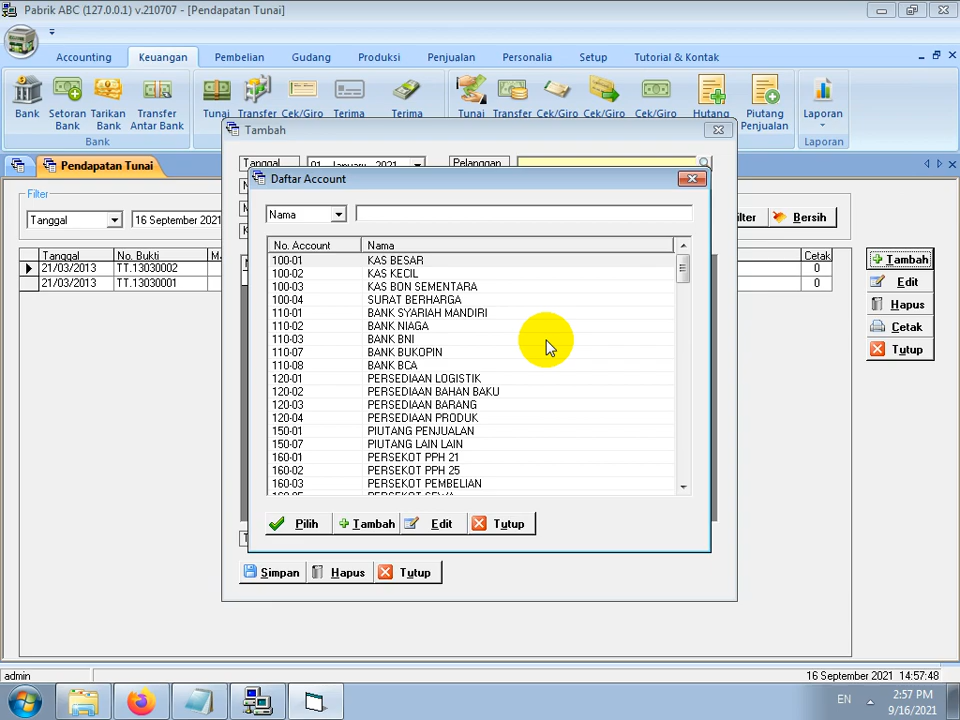 Pabrik ABC (127.0.0.1) v.210707 - [Pendapatan Tunai]
Accounting
Keuangan
Pembelian
Gudang
Produksi
Penjualan
Personalia
Setup
Tutorial & Kontak
Bank
Setoran Bank
Tarikan Bank
Transfer Antar Bank
Tunai
Transfer
Cek/Giro
Terima
Terima
Tunai
Transfer
Cek/Giro
Cek/Giro
Cek/Giro
Hutang
Piutang Penjualan
Laporan
Bank
Laporan
Pendapatan Tunai
Tambah
Tanggal
01 January 2021
Pelanggan
Filter
Tanggal
16 September 2021
Bersih
Tanggal
No. Bukti
Cetak
21/03/2013 TT.13030002 0
21/03/2013 TT.13030001 0
Tambah
Edit
Hapus
Cetak
Tutup
Daftar Account
Nama
No. Account Nama
100-01 KAS BESAR
100-02 KAS KECIL
100-03 KAS BON SEMENTARA
100-04 SURAT BERHARGA
110-01 BANK SYARIAH MANDIRI
110-02 BANK NIAGA
110-03 BANK BNI
110-07 BANK BUKOPIN
110-08 BANK BCA
120-01 PERSEDIAAN LOGISTIK
120-02 PERSEDIAAN BAHAN BAKU
120-03 PERSEDIAAN BARANG
120-04 PERSEDIAAN PRODUK
150-01 PIUTANG PENJUALAN
150-07 PIUTANG LAIN LAIN
160-01 PERSEKOT PPH 21
160-02 PERSEKOT PPH 25
160-03 PERSEKOT PEMBELIAN
Pilih
Tambah
Edit
Tutup
Simpan
Hapus
Tutup
admin
16 September 2021 14:57:48
EN
2:57 PM
9/16/2021